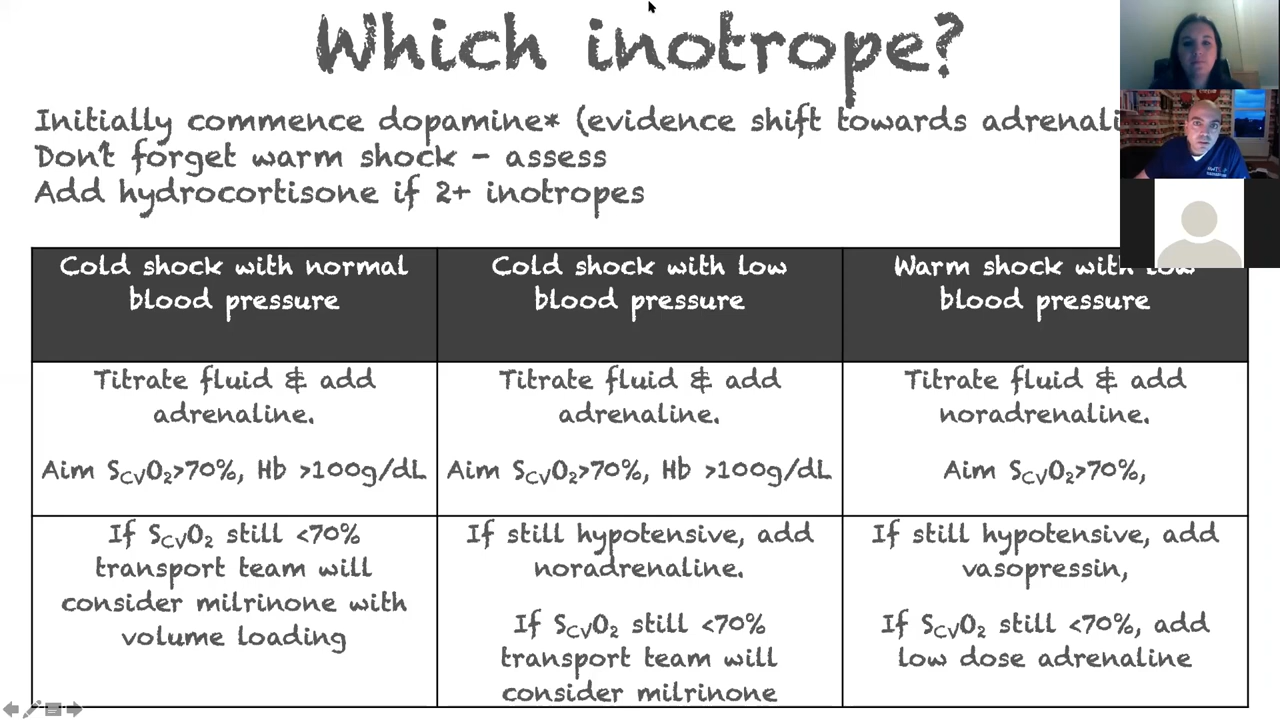 Which inotrope?
Initially commence dopamine* (evidence shift towards
Don't forget warm shock - assess
Add hydrocortisone if 2+ inotropes
Cold shock with normal
blood pressure
Cold shock with low
blood pressure
Warm shock with low
blood pressure
Titrate fluid & add
adrenaline.
Aim SCVO2>70%, Hb >100g/dL
Titrate fluid & add
adrenaline.
Aim SCVO2>70%, Hb >100g/dL
Titrate fluid & add
noradrenaline.
Aim SCVO2>70%,
If SCVO2 still <70%
transport team will
consider milrinone with
volume loading
If still hypotensive, add
noradrenaline.
If SCVO2 still <70%
transport team will
consider milrinone
If still hypotensive, add
vasopressin,
If SCVO2 still <70%, add
low dose adrenaline